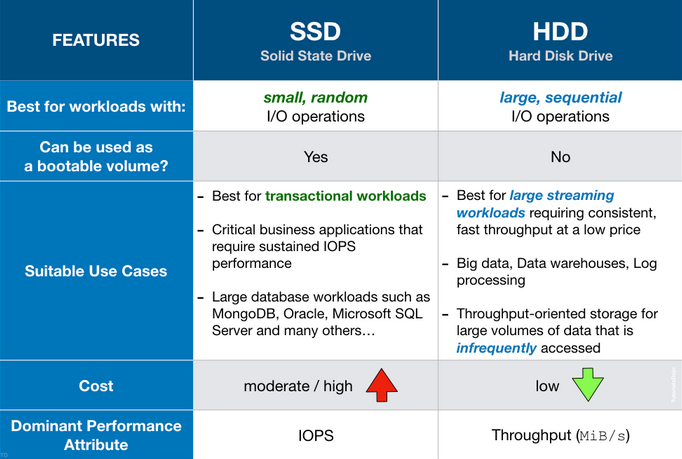 FEATURES
SSD
Solid State Drive
HDD
Hard Disk Drive
Best for workloads with:
small, random
I/O operations
large, sequential
I/O operations
Can be used as
a bootable volume?
Yes
No
Suitable Use Cases
– Best for transactional workloads
– Critical business applications that
require sustained IOPS
performance
– Large database workloads such as
MongoDB, Oracle, Microsoft SQL
Server and many others…
– Best for large streaming
workloads requiring consistent,
fast throughput at a low price
– Big data, Data warehouses, Log
processing
– Throughput-oriented storage for
large volumes of data that is
infrequently accessed
Cost
moderate / high
low
Dominant Performance
Attribute
IOPS
Throughput (MiB/s)
TD